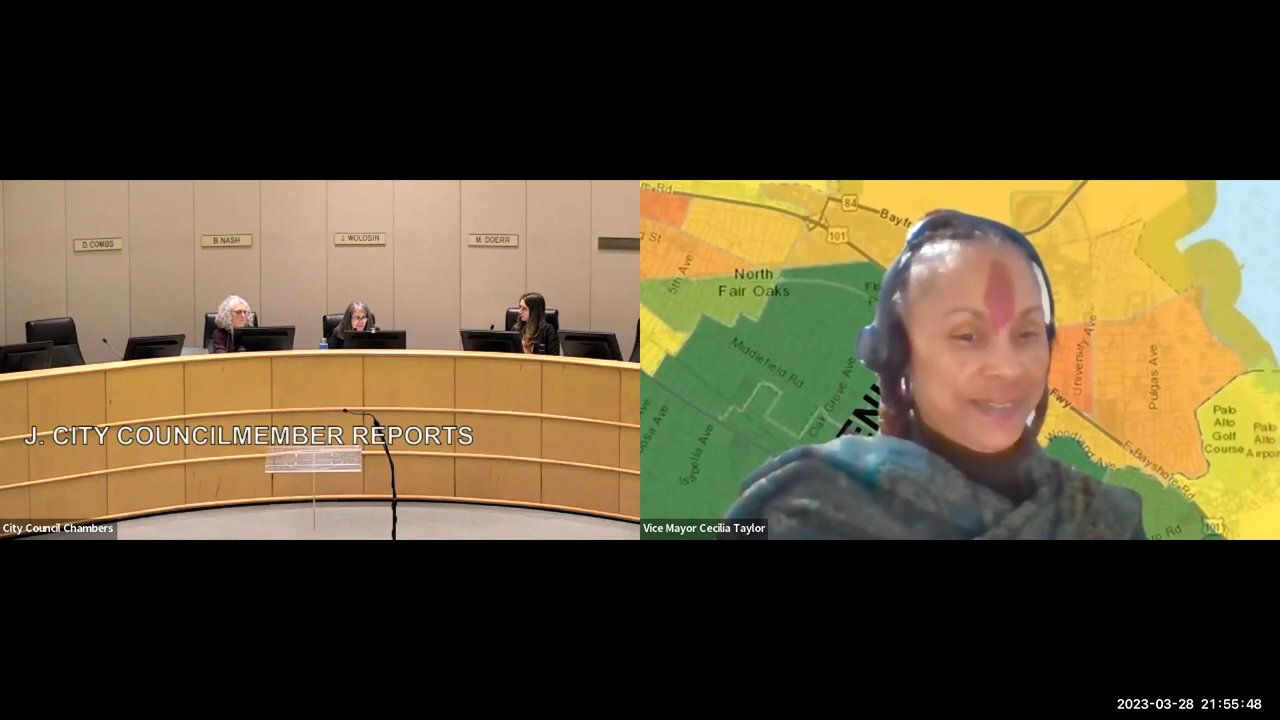 D. COMBS
B. NASH
J. WOLOSIN
M. DOERR
J. CITY COUNCILMEMBER REPORTS
City Council Chambers
84
101
North
Fair Oaks
5th Ave
Middlefield Rd
Oak Grove Ave
Isabella Ave
University Ave
Pulgas Ave
E Bayshore Rd
Palo
Alto
Golf
Course
Palo
Alto
Airport
101
Vice Mayor Cecilia Taylor
2023-03-28 21:55:48